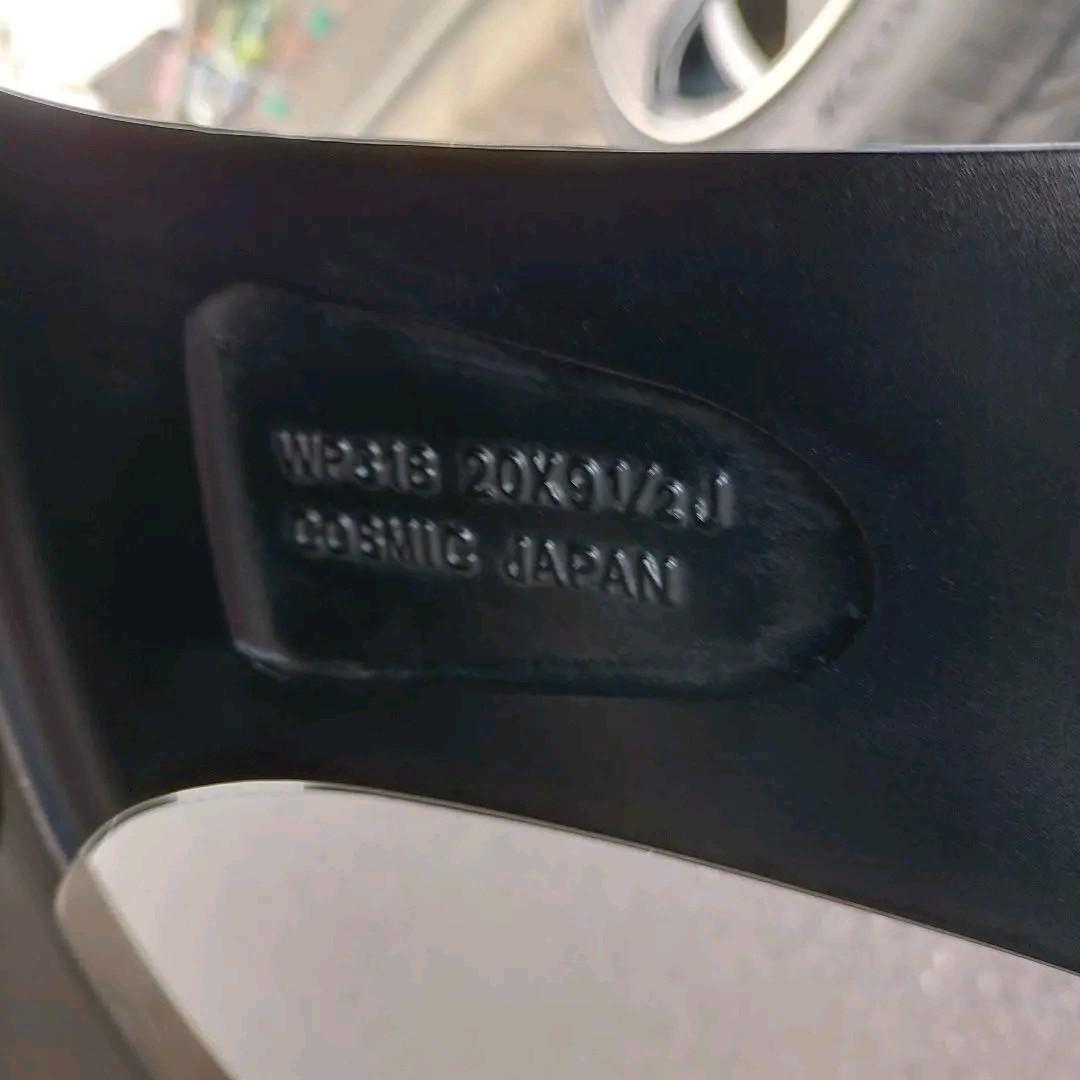 WP318 20X91/2J
COSMIC JAPAN